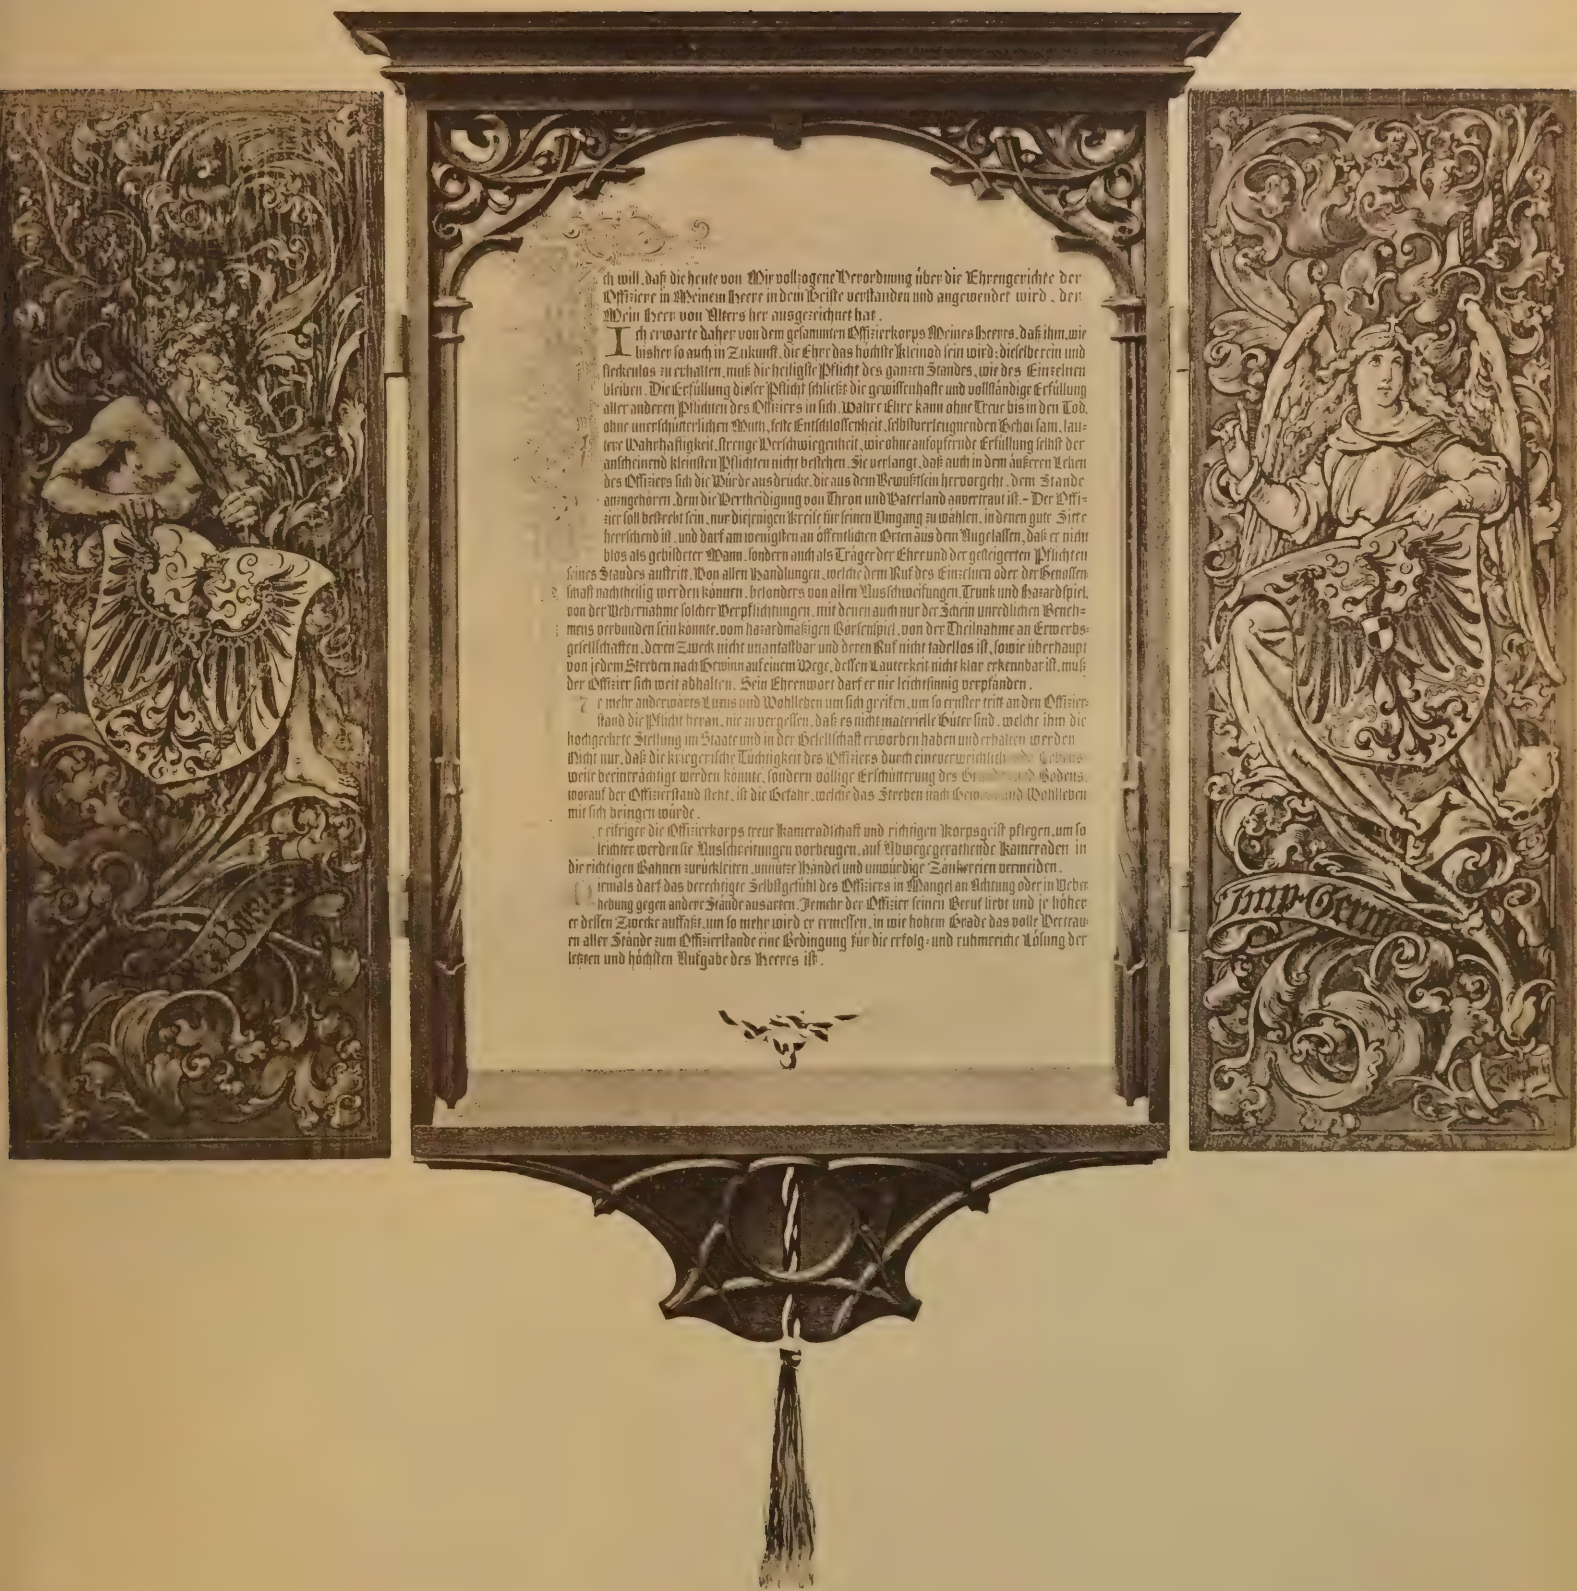 ch will, daß die heute von Mir vollzogene Verordnung über die Ehrengerichte der
Offiziere in Meinem Heere in dem Geiste verstanden und angewendet wird, der
Mein Heer von Alters her ausgezeichnet hat.
Ich erwarte daher von dem gesammten Offizierkorps Meines Heeres, daß ihm, wie
bisher so auch in Zukunft, die Ehre das höchste Kleinod sein wird; dieselbe rein und
fleckenlos zu erhalten, muß die heiligste Pflicht des ganzen Standes, wie des Einzelnen
bleiben. Die Erfüllung dieser Pflicht schließt die gewissenhafte und vollständige Erfüllung
aller anderen Pflichten des Offiziers in sich. Wahre Ehre kann ohne Treue bis in den Tod,
ohne unerschütterlichen Muth, feste Entschlossenheit, selbstverleugnenden Gehorsam, lau-
tere Wahrhaftigkeit, strenge Verschwiegenheit, wie ohne aufopfernde Erfüllung selbst der
anscheinend kleinsten Pflichten nicht bestehen. Sie verlangt, daß auch in dem äußeren Leben
des Offiziers sich die Würde ausdrücke, die aus dem Bewußtsein hervorgeht, dem Stande
anzugehören, dem die Vertheidigung von Thron und Vaterland anvertraut ist. – Der Offi-
zier soll bestrebt sein, nur diejenigen Kreise für seinen Umgang zu wählen, in denen gute Sitte
herrschend ist, und darf am wenigsten an öffentlichen Orten aus dem Auge lassen, daß er nicht
blos als gebildeter Mann, sondern auch als Träger der Ehre und der gesteigerten Pflichten
seines Standes auftritt. Von allen Handlungen, welche dem Ruf des Einzelnen oder der Genossen-
schaft nachtheilig werden können, besonders von allen Ausschweifungen, Trunk und Hazardspiel,
von der Uebernahme solcher Verpflichtungen, mit denen auch nur der Schein unredlichen Beneh-
mens verbunden sein könnte, vom hazardmäßigen Börsenspiel, von der Theilnahme an Erwerbs-
gesellschaften, deren Zweck nicht unantastbar und deren Ruf nicht tadellos ist, sowie überhaupt
von jedem Streben nach Gewinn auf einem Wege, dessen Lauterkeit nicht klar erkennbar ist, muß
der Offizier sich weit abhalten. Sein Ehrenwort darf er nie leichtsinnig verpfänden.
Je mehr anderwärts Luxus und Wohlleben um sich greifen, um so ernster tritt an den Offizier-
stand die Pflicht heran, nie zu vergessen, daß es nicht materielle Güter sind, welche ihm die
hochgeehrte Stellung im Staate und in der Gesellschaft erworben haben und erhalten werden
Nicht nur, daß die kriegerische Tüchtigkeit des Offiziers durch eine verweichlichende Lebens-
weise beeinträchtigt werden könnte, sondern völlige Erschütterung des Grundes und Bodens,
worauf der Offizierstand steht, ist die Gefahr, welche das Streben nach Gewinn und Wohlleben
mit sich bringen würde.
e eifriger die Offizierkorps treue Kameradschaft und richtigen Korpsgeist pflegen, um so
leichter werden sie Ausschreitungen vorbeugen, auf Abwege gerathende Kameraden in
die richtigen Bahnen zurückleiten, unnütze Händel und unwürdige Zänkereien vermeiden.
iemals darf das berechtigte Selbstgefühl des Offiziers in Mangel an Achtung oder in Ueber-
hebung gegen andere Stände ausarten. Jemehr der Offizier seinen Beruf liebt und je höher
er dessen Zwecke auffaßt, um so mehr wird er ermessen, in wie hohem Grade das volle Vertrau-
en aller Stände zum Offizierstande eine Bedingung für die erfolg- und ruhmreiche Lösung der
letzten und höchsten Aufgabe des Heeres ist.
Imp. Germ